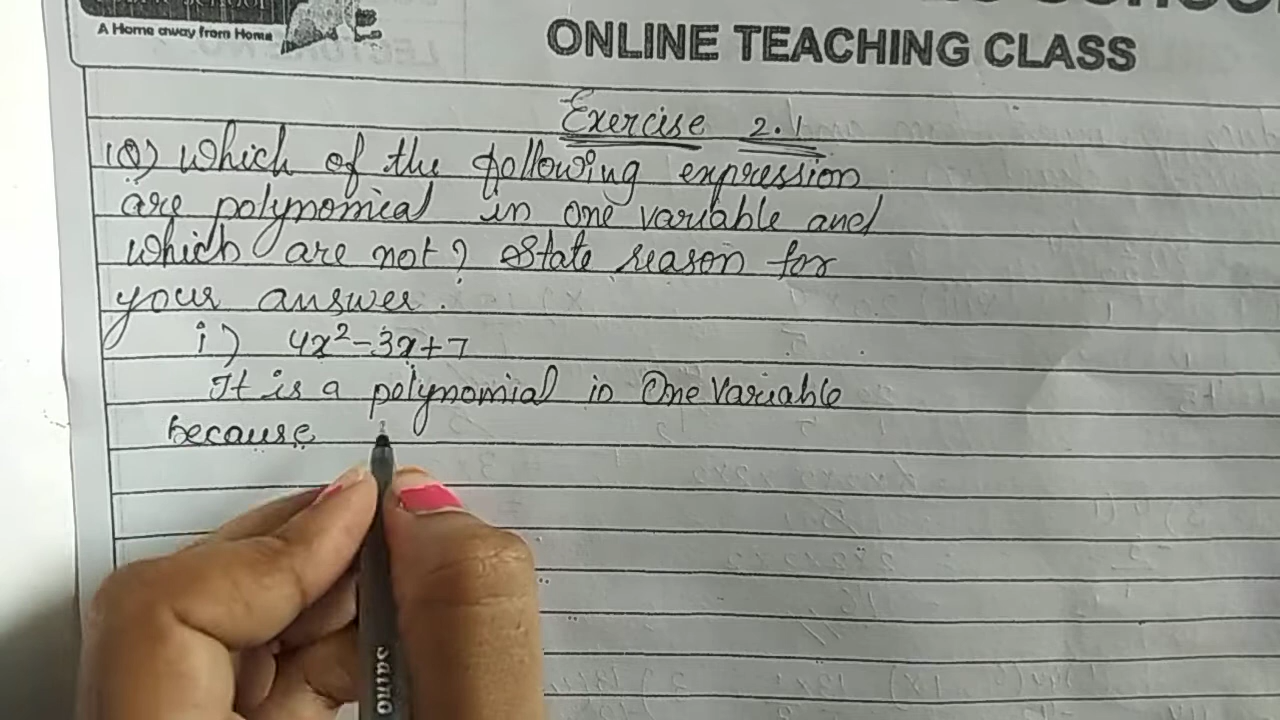 A Home away from Home
ONLINE TEACHING CLASS
Exercise 2.1
1Q) Which of the following expression
are polynomial in one variable and
which are not? State reason for
your answer.
i) 4x²-3x+7
It is a polynomial in One Variable
because
SAINO